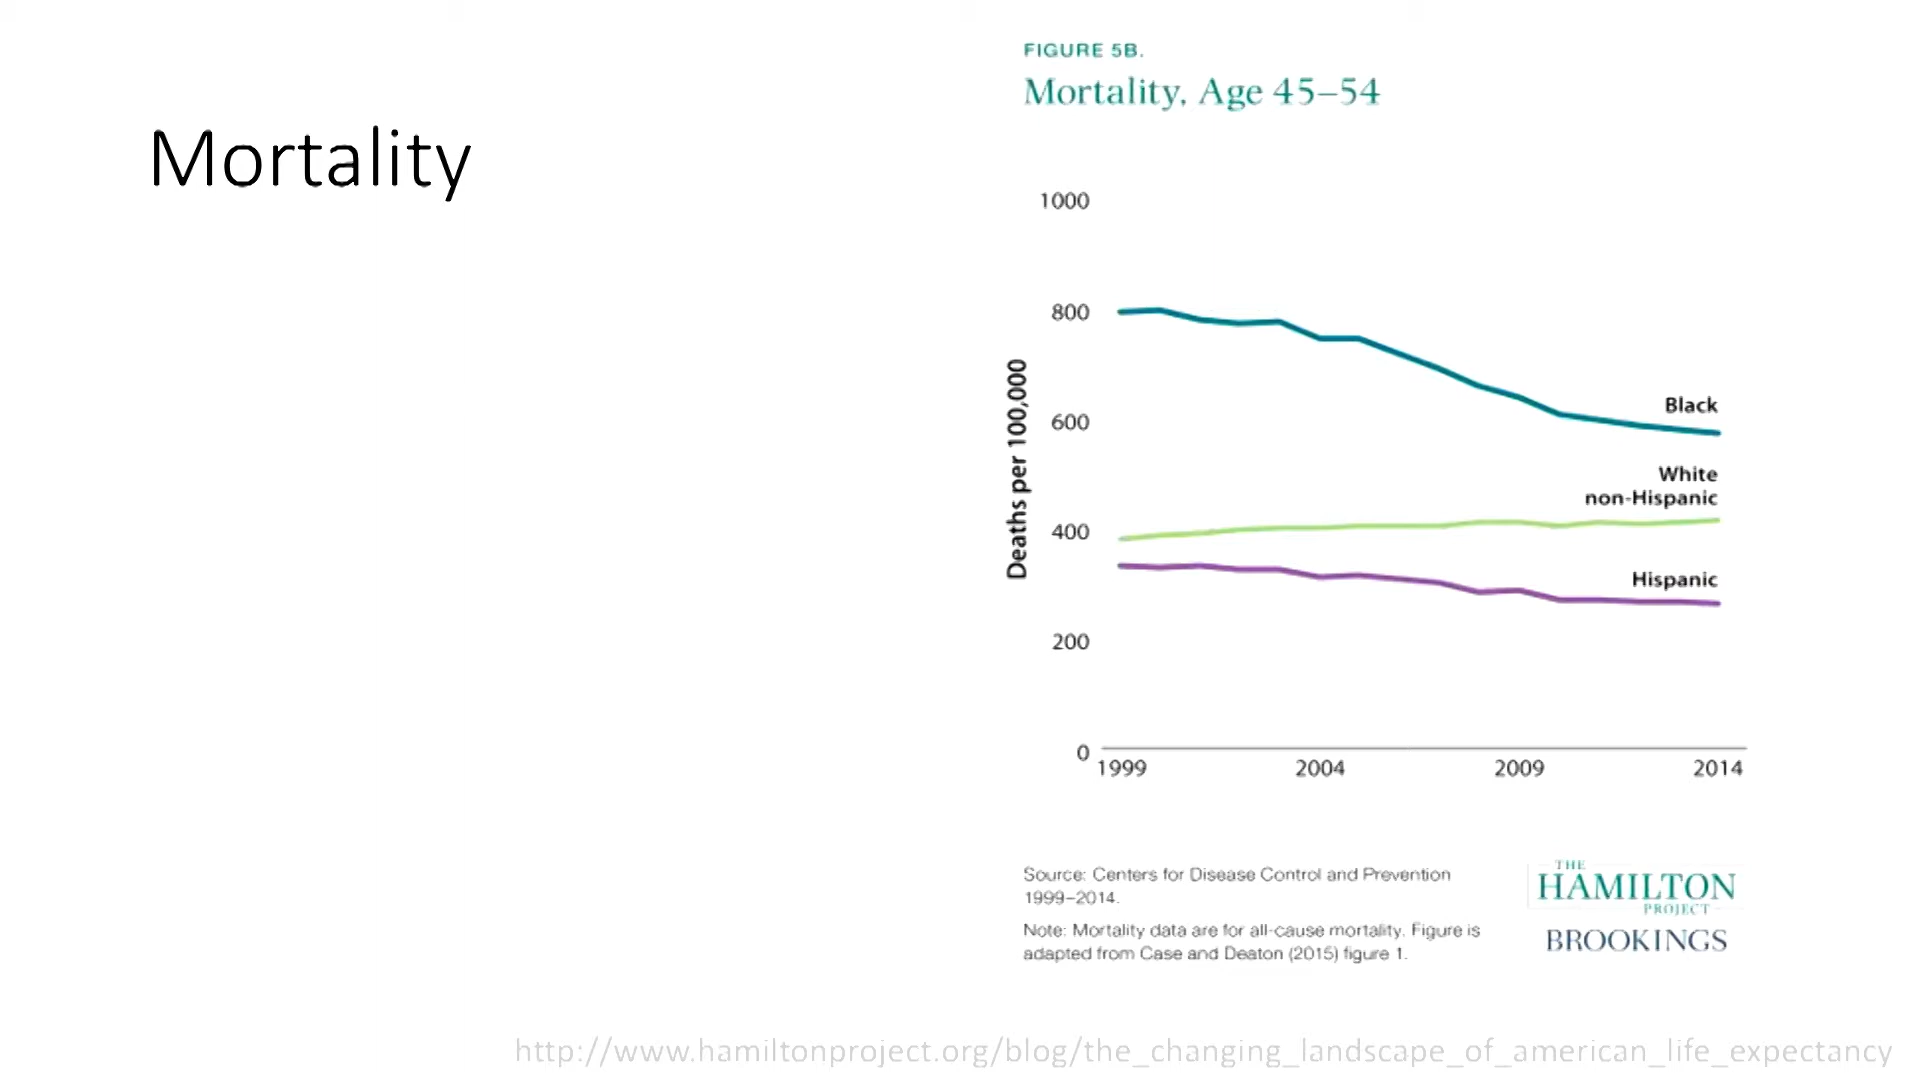 Mortality
FIGURE 5B.
Mortality, Age 45–54
Deaths per 100,000
1000
800
600
400
200
0
1999 2004 2009 2014
Black
White
non-Hispanic
Hispanic
Source: Centers for Disease Control and Prevention
1999–2014.
Note: Mortality data are for all-cause mortality. Figure is
adapted from Case and Deaton (2015) figure 1.
THE
HAMILTON
PROJECT
BROOKINGS
http://www.hamiltonproject.org/blog/the_changing_landscape_of_american_life_expectancy